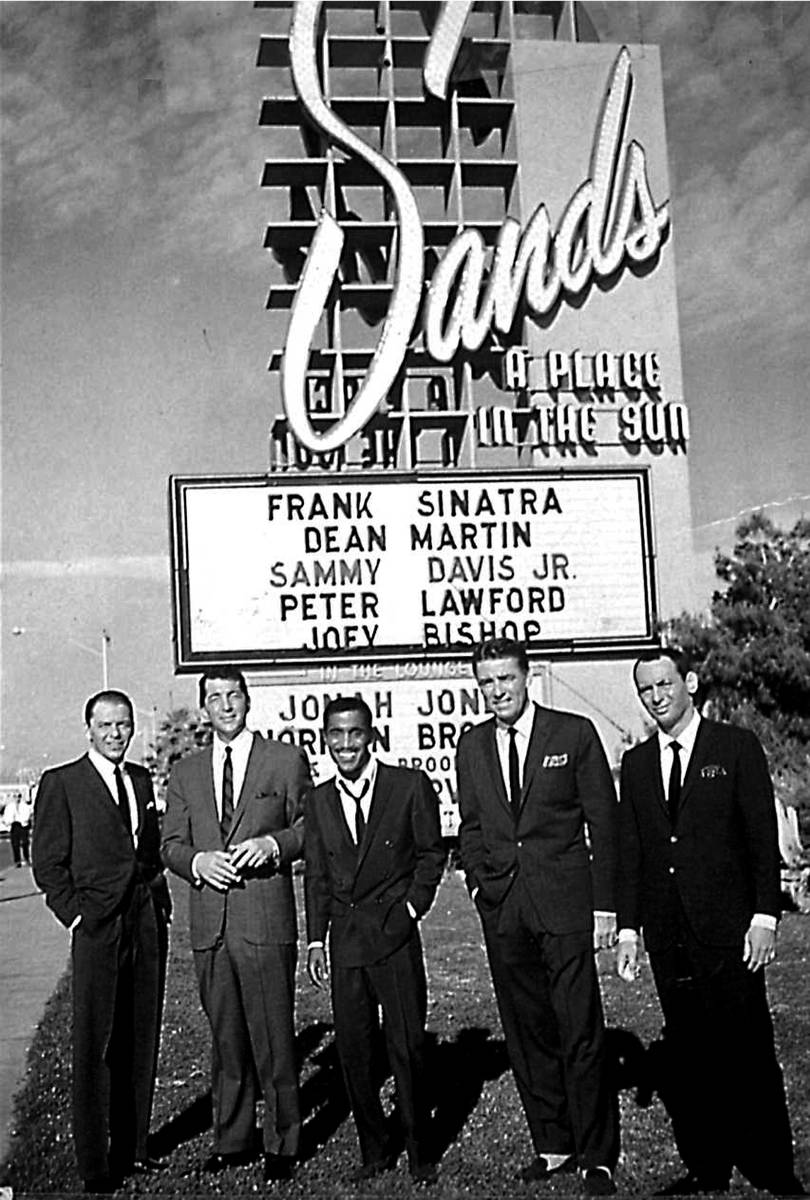 Sands
A PLACE
IN THE SUN
FRANK SINATRA
DEAN MARTIN
SAMMY DAVIS JR.
PETER LAWFORD
JOEY BISHOP
IN THE LOUNGE
JONAH